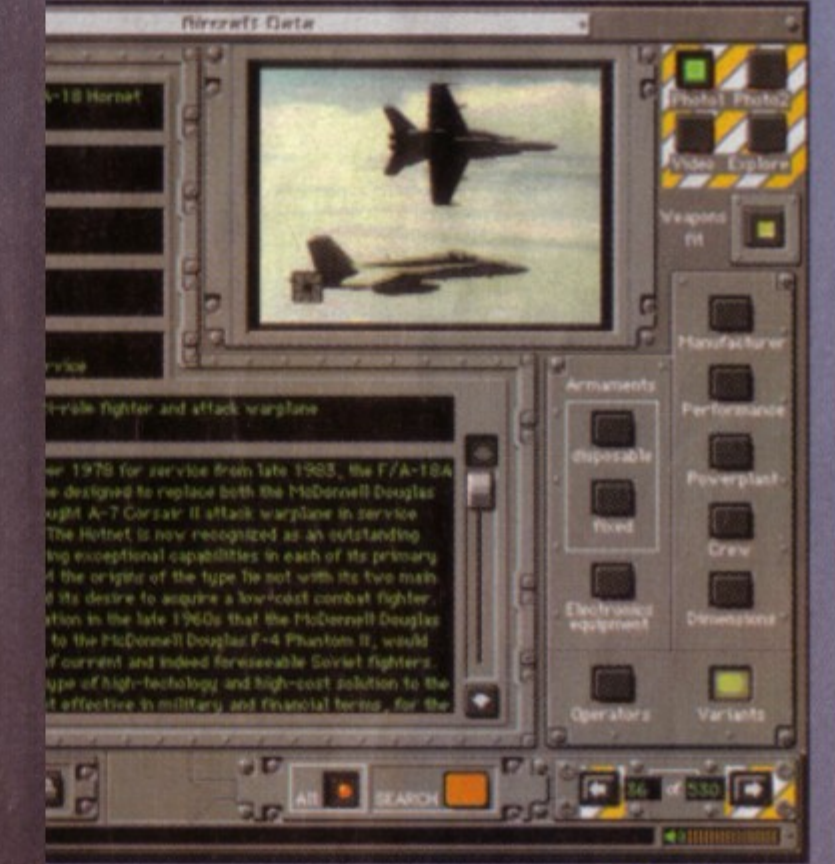 Aircraft Data
A-18 Hornet
Photo1 Photo2
Video Explore
Weapons
fit
rvice
Manufacturer
Armaments
Performance
i-role fighter and attack warplane
disposable
Powerplant
er 1978 for service from late 1983, the F/A-18A
e designed to replace both the McDonnell Douglas
ught A-7 Corsair II attack warplane in service
The Hotnet is now recognized as an outstanding
ing exceptional capabilities in each of its primary
the origins of the type lie not with its two main
its desire to acquire a low-cost combat fighter.
ation in the late 1960s that the McDonnell Douglas
to the McDonnell Douglas F-4 Phantom II, would
of current and indeed foreseeable Soviet fighters.
ype of high-techology and high-cost solution to the
t effective in military and financial terms, for the
fixed
Crew
Electronics
equipment
Dimensions
Operators
Variants
All
SEARCH
36 of 530